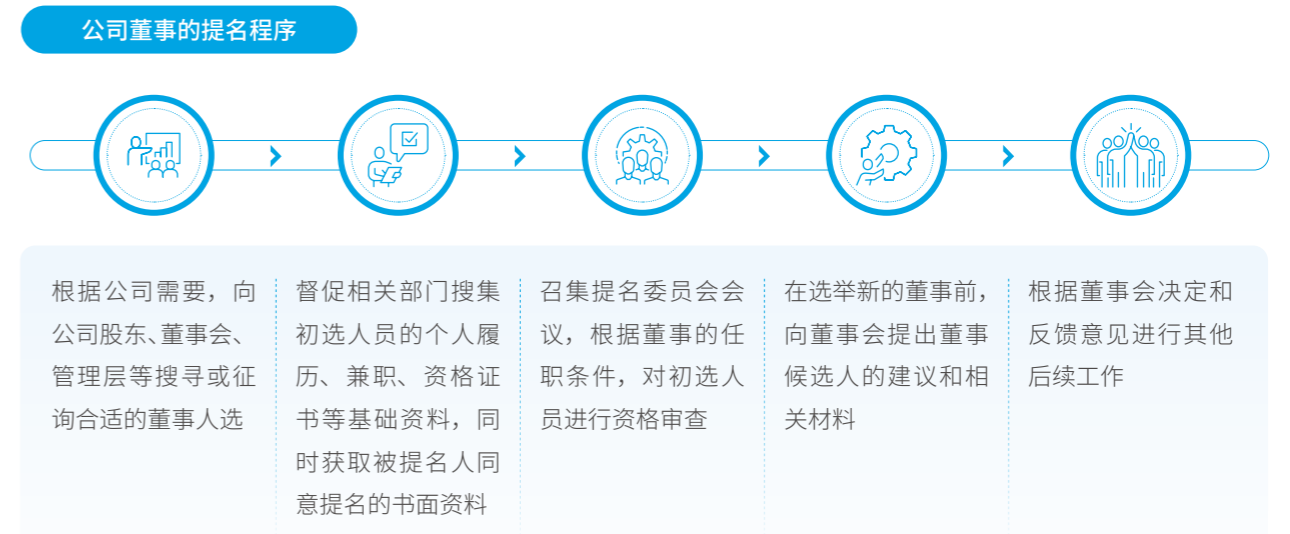 公司董事的提名程序
根据公司需要，向
公司股东、董事会、
管理层等搜寻或征
询合适的董事人选
督促相关部门搜集
初选人员的个人履
历、兼职、资格证
书等基础资料，同
时获取被提名人同
意提名的书面资料
召集提名委员会会
议，根据董事的任
职条件，对初选人
员进行资格审查
在选举新的董事前，
向董事会提出董事
候选人的建议和相
关材料
根据董事会决定和
反馈意见进行其他
后续工作